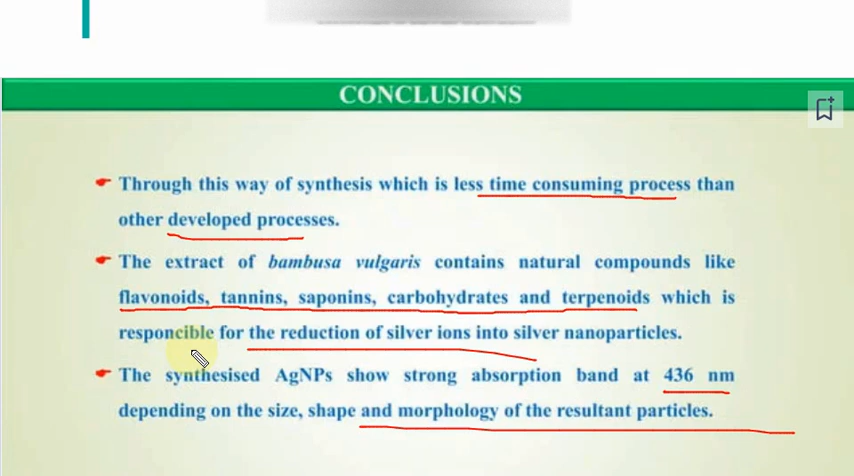 CONCLUSIONS
Through this way of synthesis which is less time consuming process than
other developed processes.
The extract of bambusa vulgaris contains natural compounds like
flavonoids, tannins, saponins, carbohydrates and terpenoids which is
responcible for the reduction of silver ions into silver nanoparticles.
The synthesised AgNPs show strong absorption band at 436 nm
depending on the size, shape and morphology of the resultant particles.